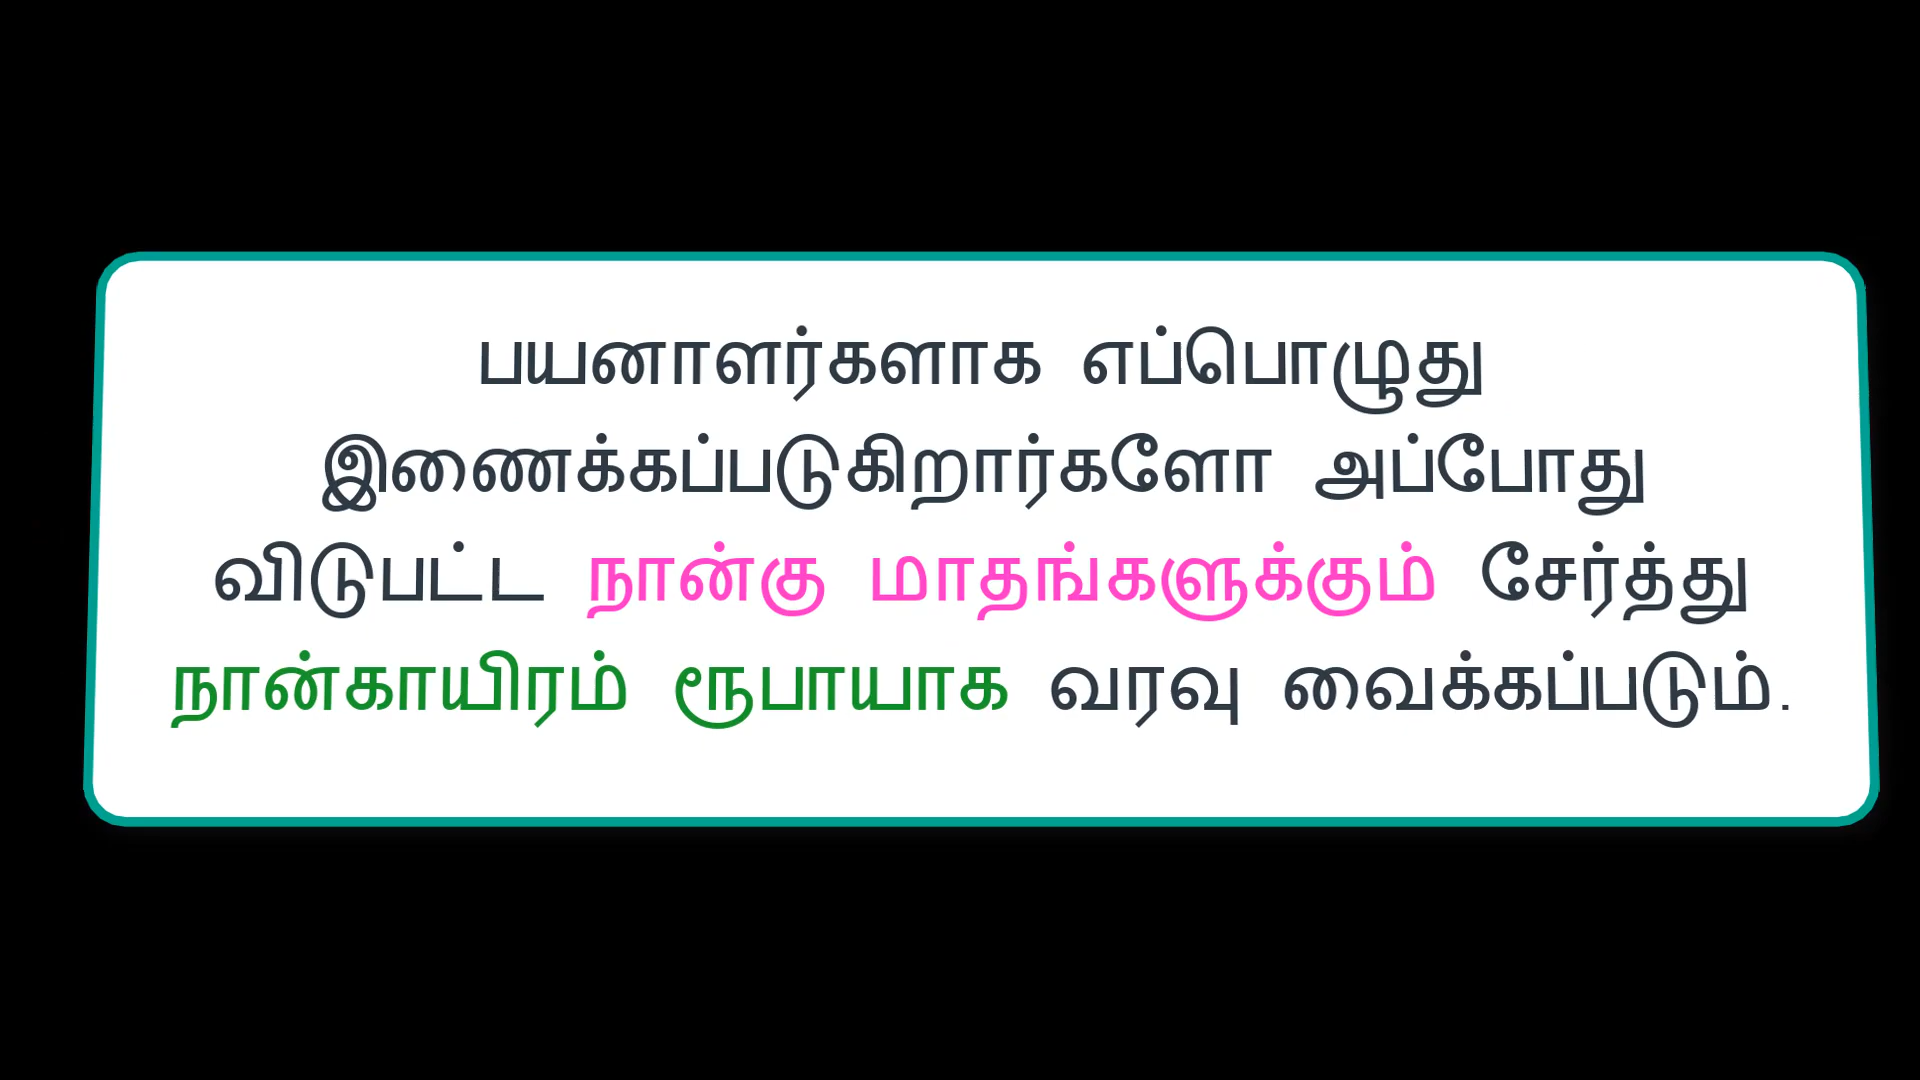 பயனாளர்களாக எப்பொழுது
இணைக்கப்படுகிறார்களோ அப்போது
விடுபட்ட நான்கு மாதங்களுக்கும் சேர்த்து
நான்காயிரம் ரூபாயாக வரவு வைக்கப்படும்.